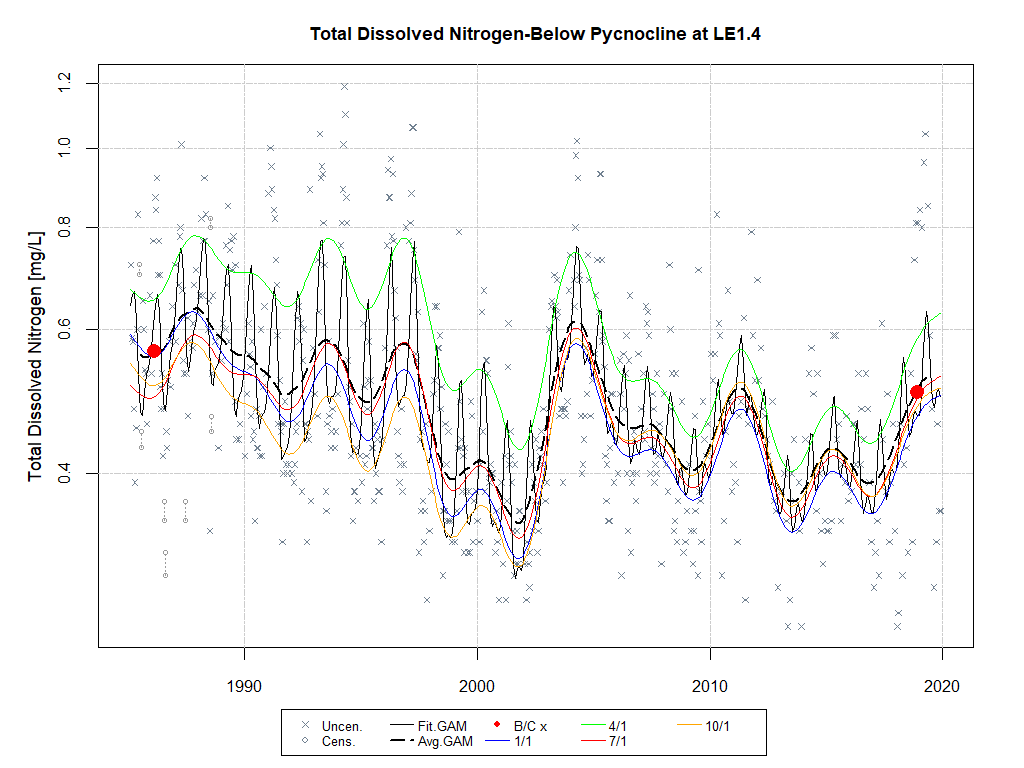 Total Dissolved Nitrogen-Below Pycnocline at LE1.4
Total Dissolved Nitrogen [mg/L]
1.2
1.0
0.8
0.6
0.4
1990 2000 2010 2020
Uncen. Fit.GAM B/C x 4/1 10/1
Cens. Avg.GAM 1/1 7/1